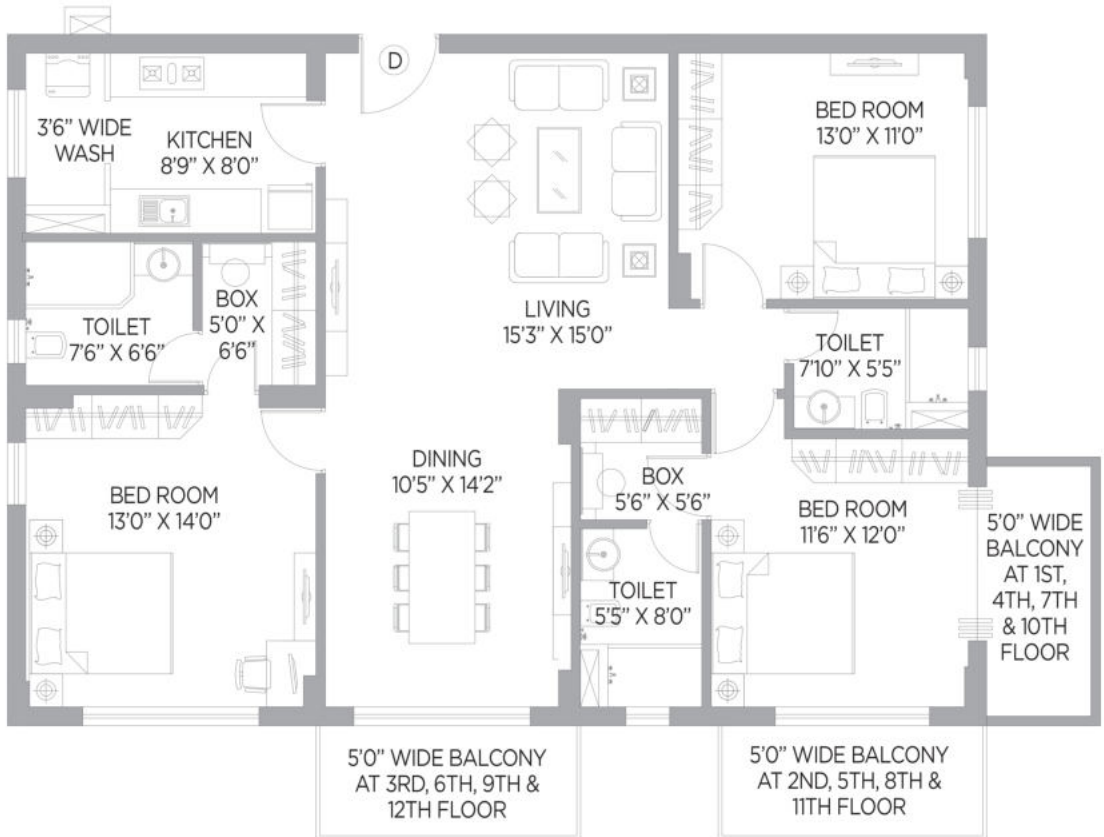 D
3'6” WIDE
WASH
KITCHEN
8'9” X 8'0”
BED ROOM
13'0” X 11'0”
BOX
5'0” X
6'6”
TOILET
7'6” X 6'6”
LIVING
15'3” X 15'0”
TOILET
7'10” X 5'5”
DINING
10'5” X 14'2”
BED ROOM
13'0” X 14'0”
BOX
5'6” X 5'6”
BED ROOM
11'6” X 12'0”
5'0” WIDE
BALCONY
AT 1ST,
4TH, 7TH
& 10TH
FLOOR
TOILET
5'5” X 8'0”
5'0” WIDE BALCONY
AT 3RD, 6TH, 9TH &
12TH FLOOR
5'0” WIDE BALCONY
AT 2ND, 5TH, 8TH &
11TH FLOOR